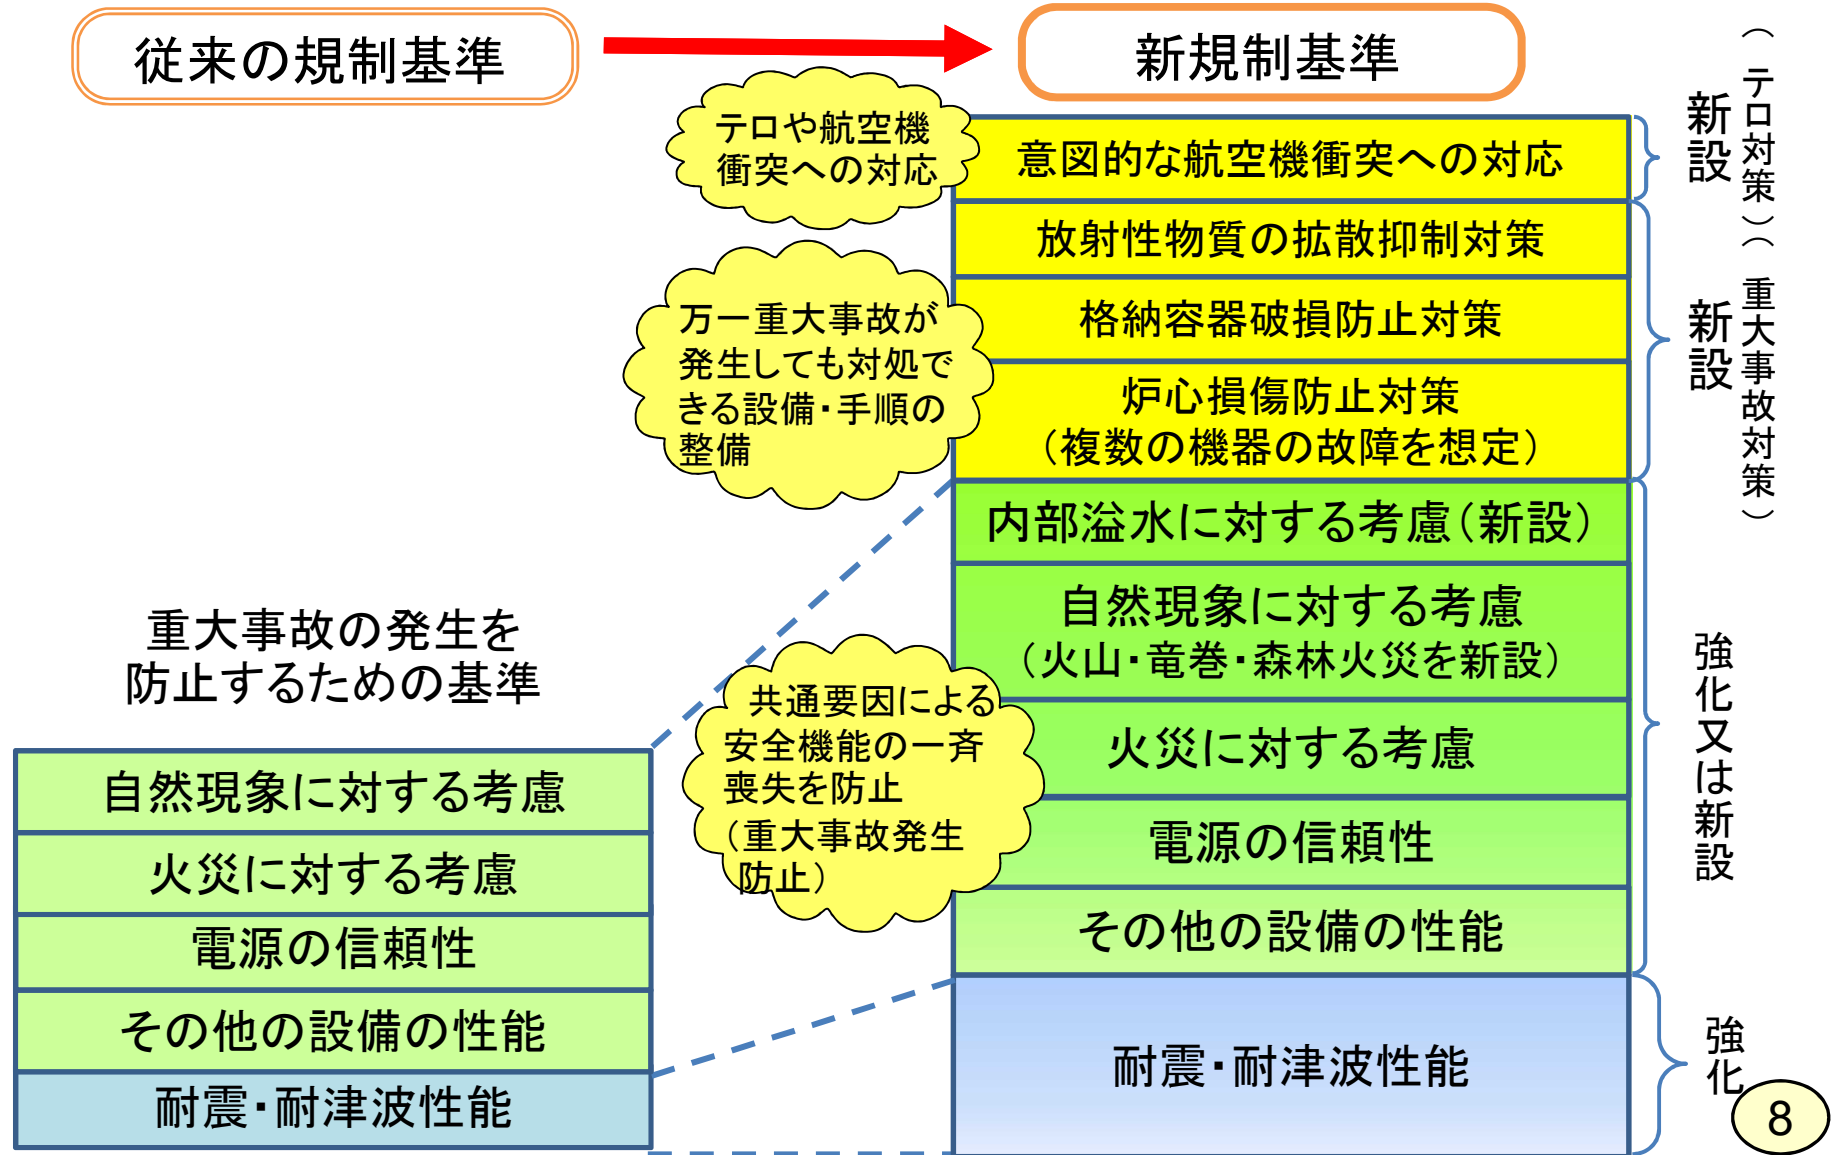 従来の規制基準
新規制基準
テロや航空機
衝突への対応
万一重大事故が
発生しても対処で
きる設備・手順の
整備
重大事故の発生を
防止するための基準
自然現象に対する考慮
火災に対する考慮
電源の信頼性
その他の設備の性能
耐震・耐津波性能
共通要因による
安全機能の一斉
喪失を防止
（重大事故発生
防止）
意図的な航空機衝突への対応
放射性物質の拡散抑制対策
格納容器破損防止対策
炉心損傷防止対策
（複数の機器の故障を想定）
内部溢水に対する考慮（新設）
自然現象に対する考慮
（火山・竜巻・森林火災を新設）
火災に対する考慮
電源の信頼性
その他の設備の性能
耐震・耐津波性能
新設
（テロ対策）
新設
（重大事故対策）
強化又は新設
強化
8